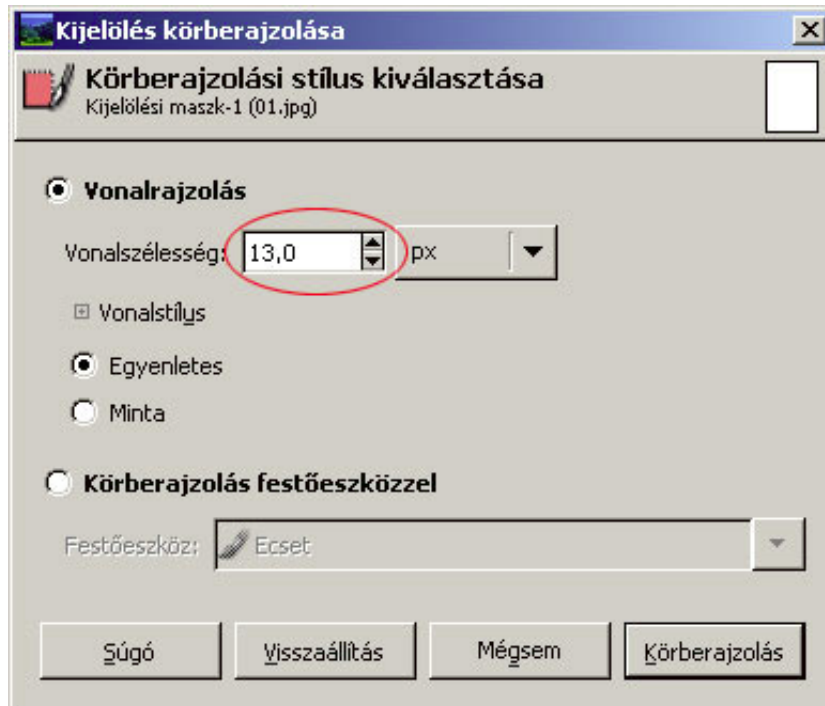 Kijelölés körberajzolása
Körberajzolási stílus kiválasztása
Kijelölési maszk-1 (01.jpg)
Vonalrajzolás
Vonalszélesség: 13,0 px
Vonalstílus
Egyenletes
Minta
Körberajzolás festőeszközzel
Festőeszköz: Ecset
Súgó Visszaállítás Mégsem Körberajzolás